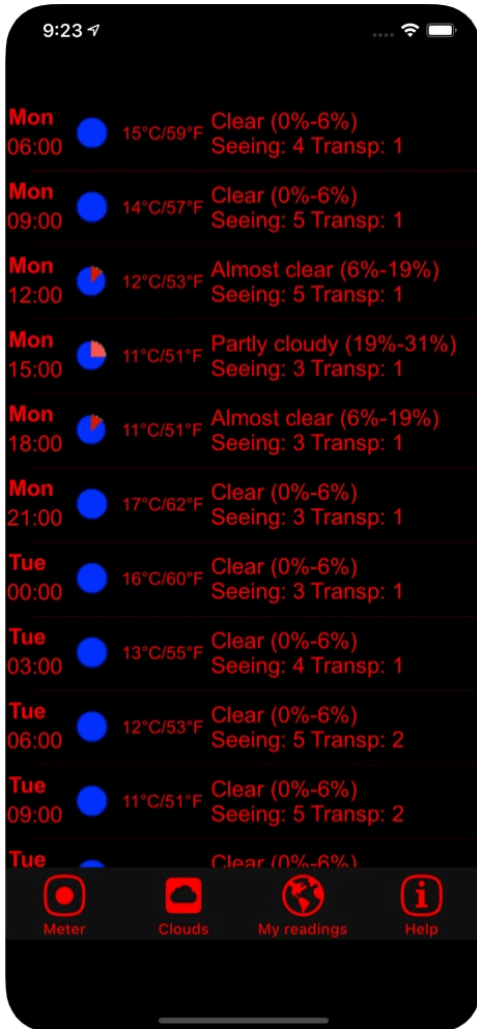 9:23
Mon
06:00
15°C/59°F
Clear (0%-6%)
Seeing: 4 Transp: 1
Mon
09:00
14°C/57°F
Clear (0%-6%)
Seeing: 5 Transp: 1
Mon
12:00
12°C/53°F
Almost clear (6%-19%)
Seeing: 5 Transp: 1
Mon
15:00
11°C/51°F
Partly cloudy (19%-31%)
Seeing: 3 Transp: 1
Mon
18:00
11°C/51°F
Almost clear (6%-19%)
Seeing: 3 Transp: 1
Mon
21:00
17°C/62°F
Clear (0%-6%)
Seeing: 3 Transp: 1
Tue
00:00
16°C/60°F
Clear (0%-6%)
Seeing: 3 Transp: 1
Tue
03:00
13°C/55°F
Clear (0%-6%)
Seeing: 4 Transp: 1
Tue
06:00
12°C/53°F
Clear (0%-6%)
Seeing: 5 Transp: 2
Tue
09:00
11°C/51°F
Clear (0%-6%)
Seeing: 5 Transp: 2
Tue
Clear (0%-6%)
Meter
Clouds
My readings
Help